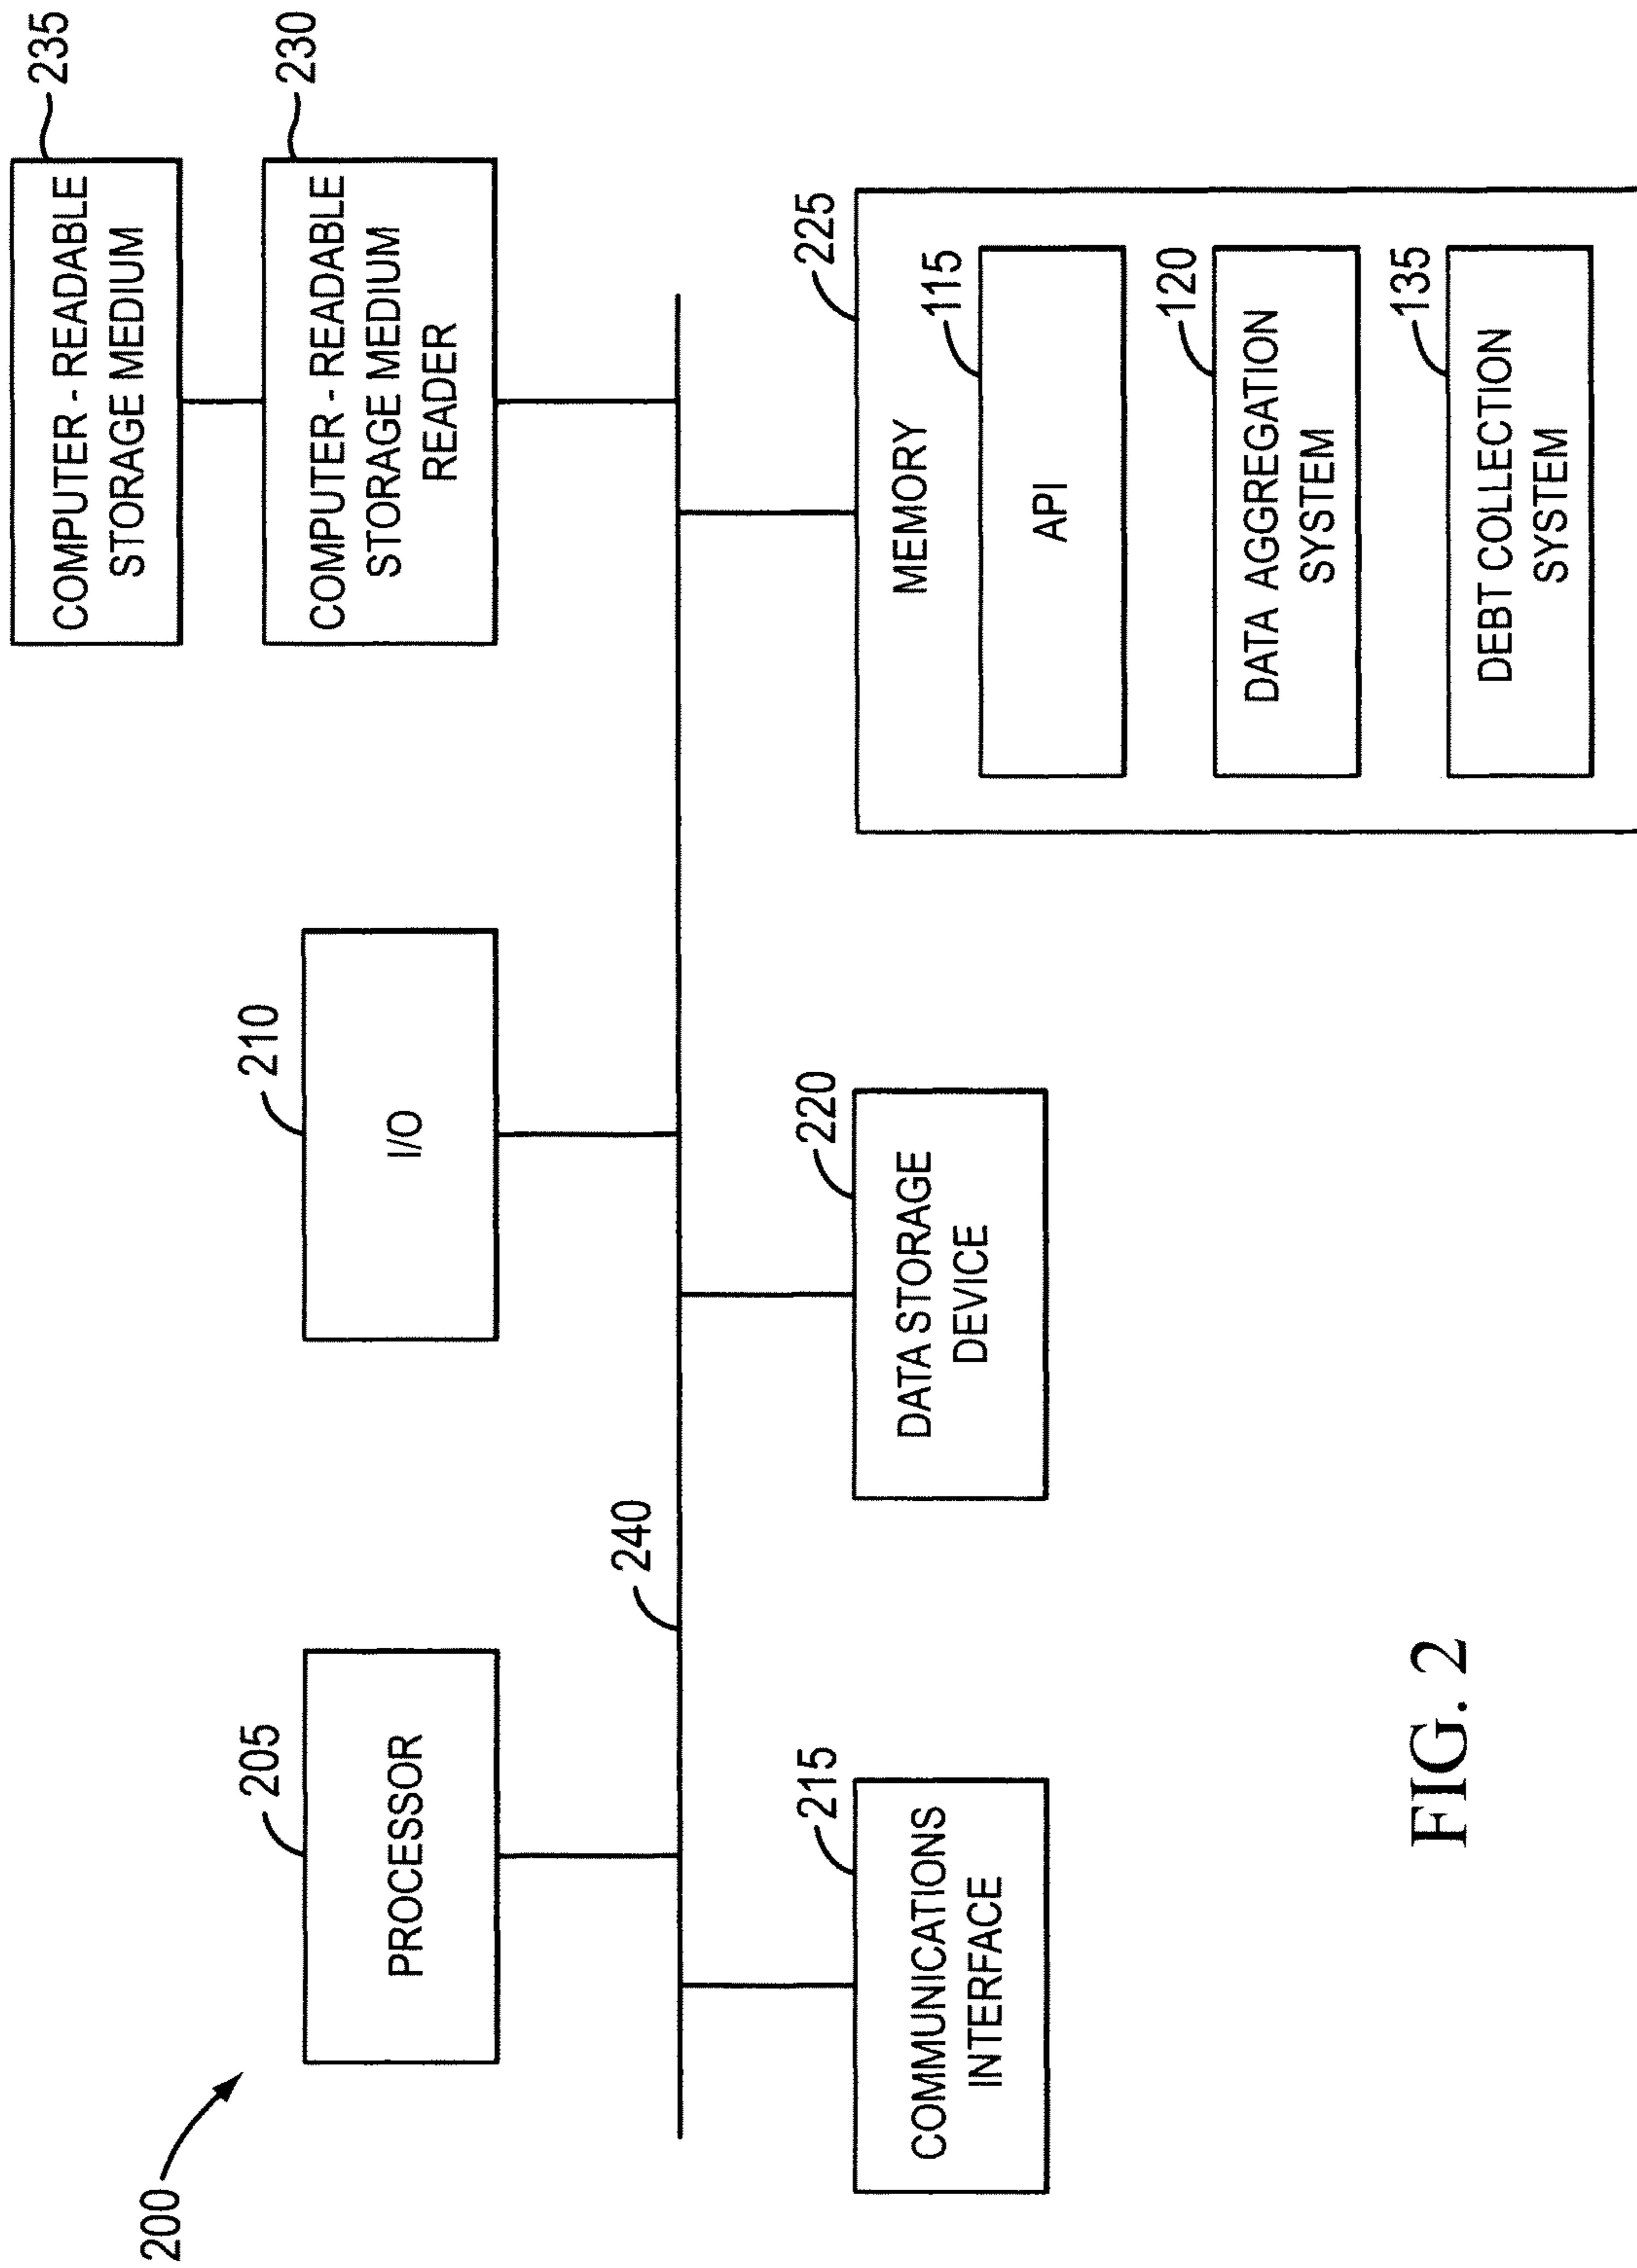 200
205
PROCESSOR
210
I/O
235
COMPUTER - READABLE
STORAGE MEDIUM
230
COMPUTER - READABLE
STORAGE MEDIUM
READER
240
215
COMMUNICATIONS
INTERFACE
220
DATA STORAGE
DEVICE
225
MEMORY
115
API
120
DATA AGGREGATION
SYSTEM
135
DEBT COLLECTION
SYSTEM
FIG. 2